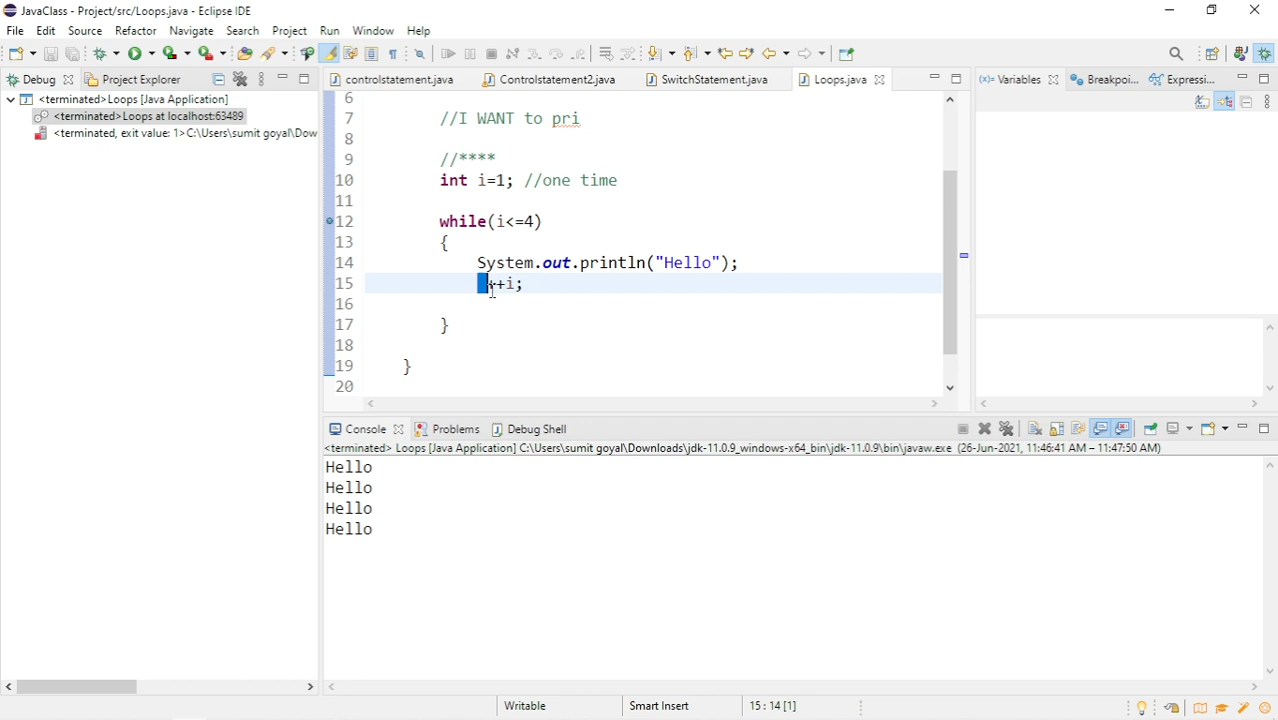 JavaClass - Project/src/Loops.java - Eclipse IDE
File Edit Source Refactor Navigate Search Project Run Window Help
Debug Project Explorer
controlstatement.java Controlstatement2.java SwitchStatement.java Loops.java
Variables Breakpoi... Expressi...
<terminated>Loops [Java Application]
<terminated>Loops at localhost:63489
<terminated, exit value: 1>C:\Users\sumit goyal\Dow
6
7 //I WANT to pri
8
9 //****
10 int i=1; //one time
11
12 while(i<=4)
13 {
14 System.out.println("Hello");
15 ++i;
16
17 }
18
19 }
20
Console Problems Debug Shell
<terminated> Loops [Java Application] C:\Users\sumit goyal\Downloads\jdk-11.0.9_windows-x64_bin\jdk-11.0.9\bin\javaw.exe (26-Jun-2021, 11:46:41 AM – 11:47:50 AM)
Hello
Hello
Hello
Hello
Writable Smart Insert 15 : 14 [1]